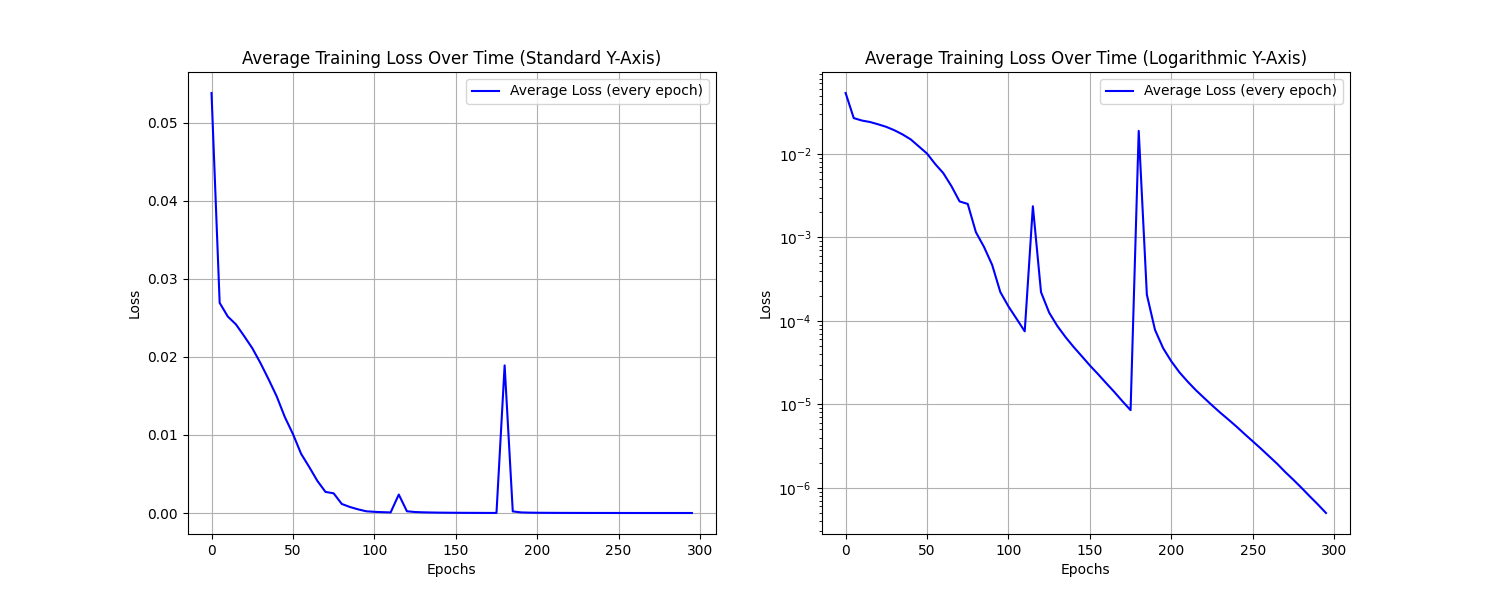 Average Training Loss Over Time (Standard Y-Axis)
Average Loss (every epoch)
Loss
0.05
0.04
0.03
0.02
0.01
0.00
0 50 100 150 200 250 300
Epochs
Average Training Loss Over Time (Logarithmic Y-Axis)
Average Loss (every epoch)
Loss
10⁻²
10⁻³
10⁻⁴
10⁻⁵
10⁻⁶
0 50 100 150 200 250 300
Epochs